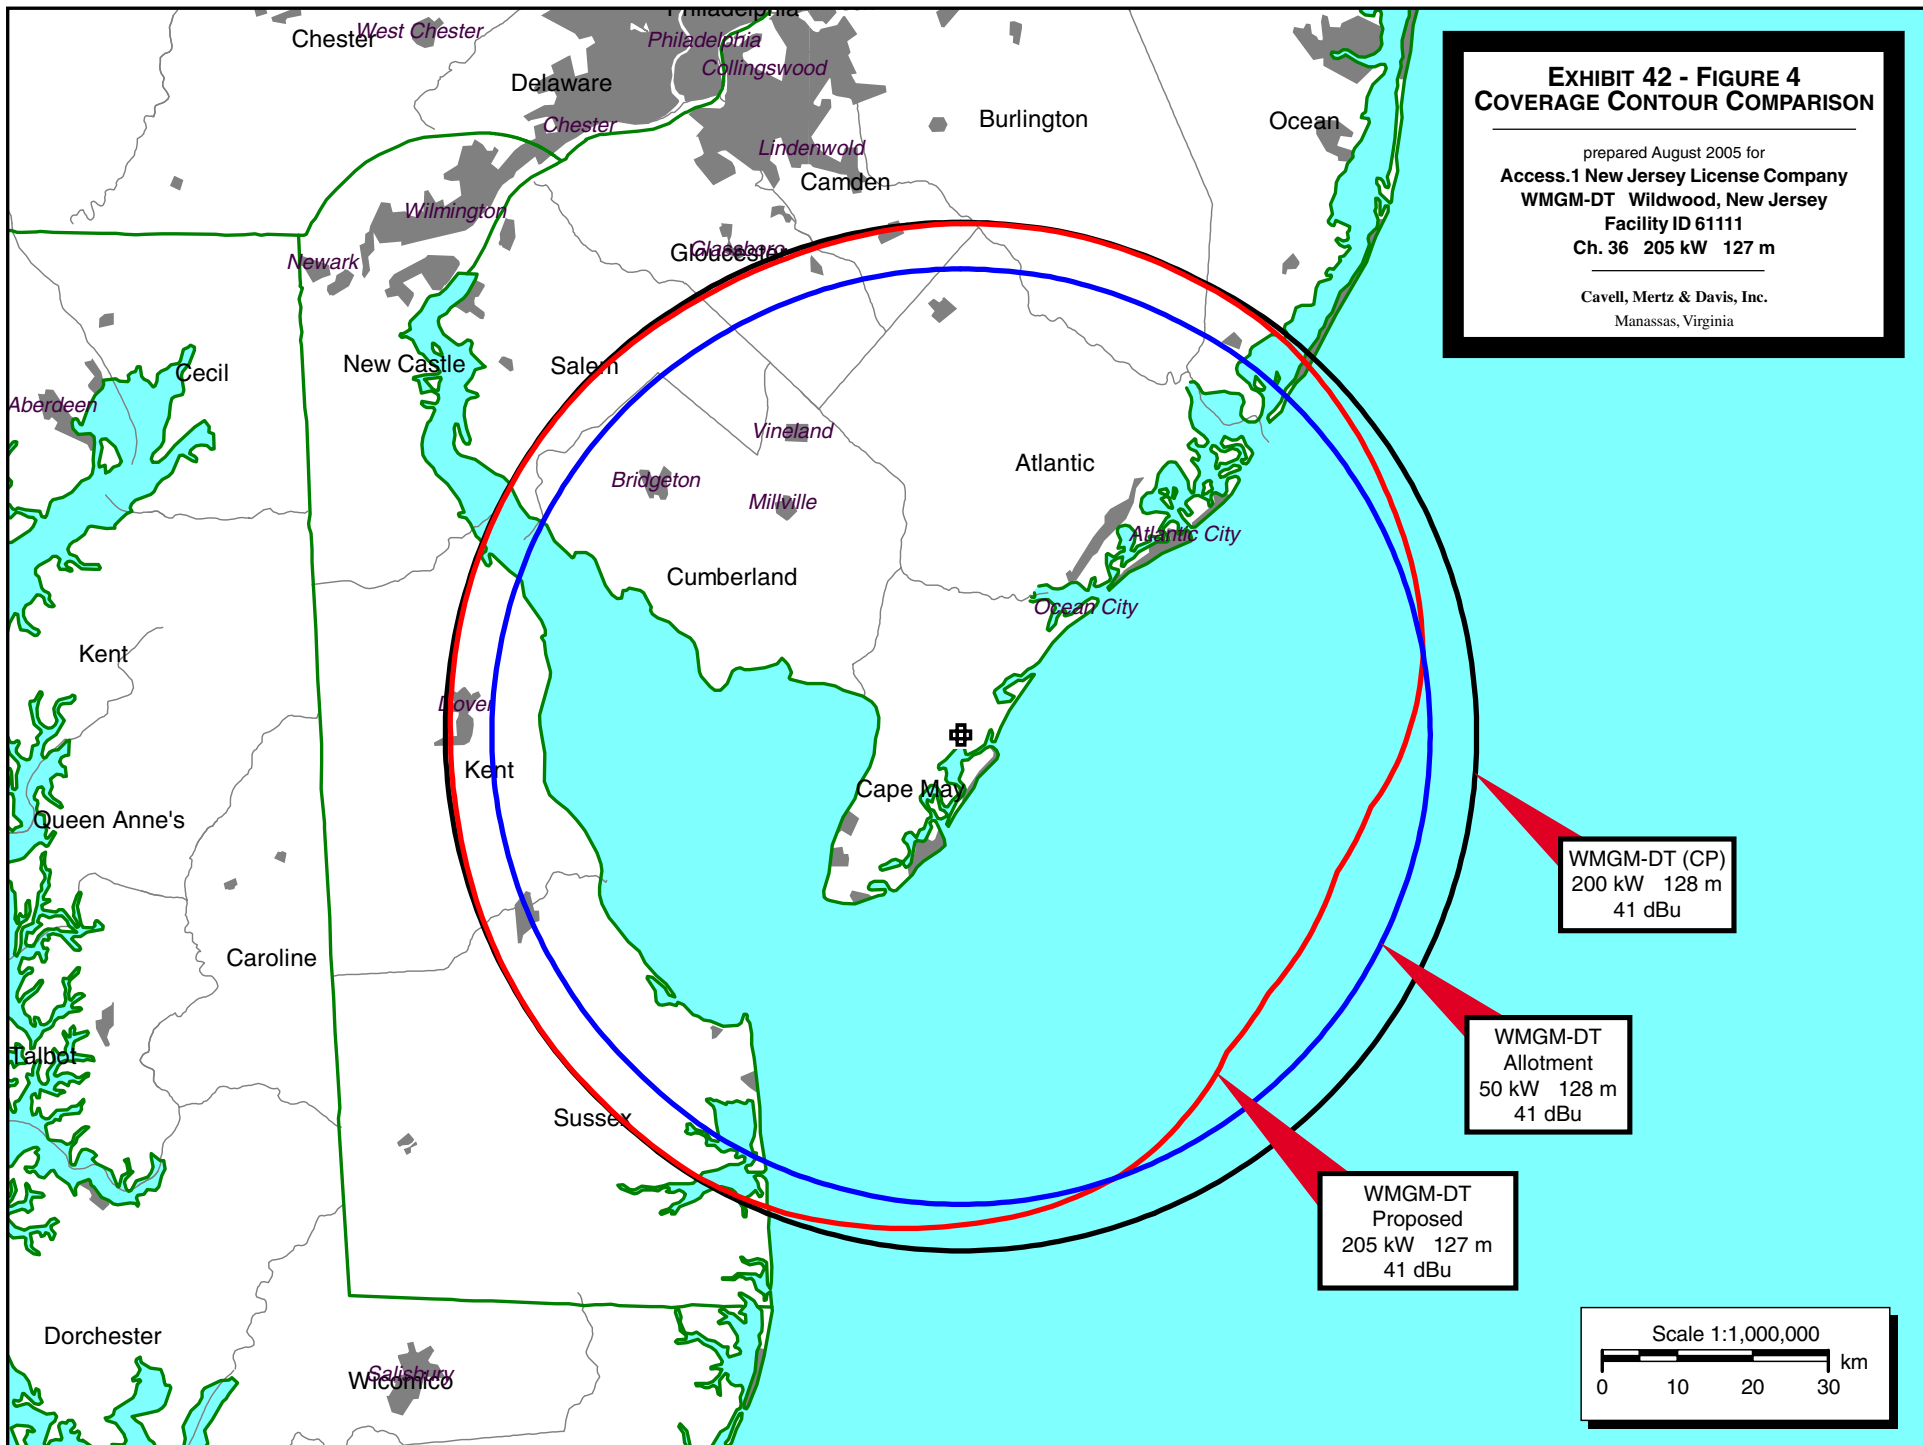 EXHIBIT 42 - FIGURE 4
COVERAGE CONTOUR COMPARISON
prepared August 2005 for
Access.1 New Jersey License Company
WMGM-DT Wildwood, New Jersey
Facility ID 61111
Ch. 36 205 kW 127 m
Cavell, Mertz & Davis, Inc.
Manassas, Virginia
Philadelphia
Chester
West Chester
Philadelphia
Collingswood
Delaware
Chester
Burlington
Ocean
Lindenwold
Camden
Wilmington
Newark
Glassboro
Gloucester
New Castle
Salem
Cecil
Aberdeen
Vineland
Atlantic
Bridgeton
Millville
Atlantic City
Cumberland
Ocean City
Kent
Dover
Kent
Cape May
Queen Anne's
Caroline
Talbot
Sussex
Dorchester
Salisbury
Wicomico
WMGM-DT (CP)
200 kW 128 m
41 dBu
WMGM-DT
Allotment
50 kW 128 m
41 dBu
WMGM-DT
Proposed
205 kW 127 m
41 dBu
Scale 1:1,000,000
km
0 10 20 30